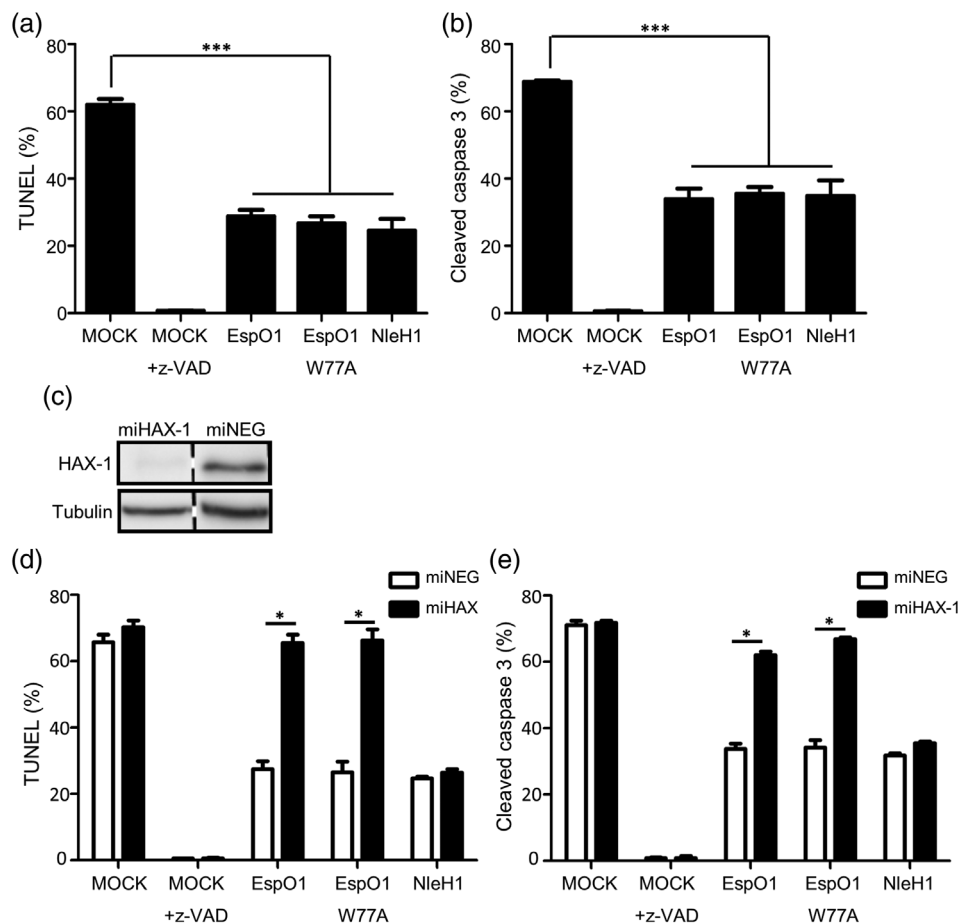 (a)
80
***
60
40
20
0
TUNEL (%)
MOCK MOCK EspO1 EspO1 NleH1
+z-VAD W77A
(b)
80
***
60
40
20
0
Cleaved caspase 3 (%)
MOCK MOCK EspO1 EspO1 NleH1
+z-VAD W77A
(c)
miHAX-1 miNEG
HAX-1
Tubulin
(d)
miNEG
miHAX
80
* *
60
40
20
0
TUNEL (%)
MOCK MOCK EspO1 EspO1 NleH1
+z-VAD W77A
(e)
miNEG
miHAX-1
80
* *
60
40
20
0
Cleaved caspase 3 (%)
MOCK MOCK EspO1 EspO1 NleH1
+z-VAD W77A